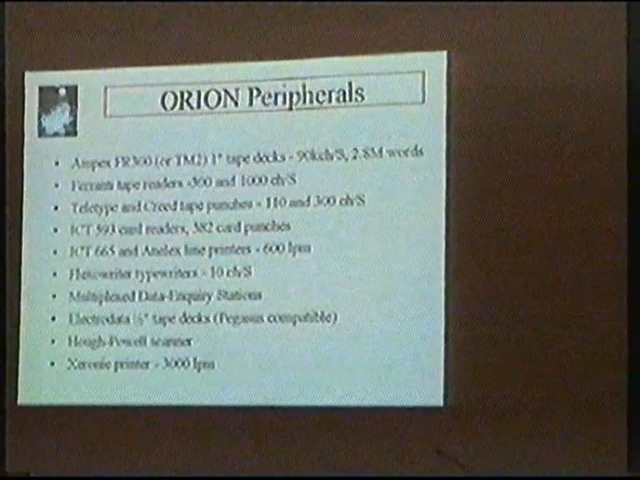 ORION Peripherals
• Ampex FR300 (or TM2) 1" tape decks - 90kch/S, 2.8M words
• Ferranti tape readers -300 and 1000 ch/S
• Teletype and Creed tape punches - 110 and 300 ch/S
• ICT 593 card readers, 582 card punches
• ICT 665 and Anelex line printers - 600 lpm
• Flexowriter typewriters - 10 ch/S
• Multiplexed Data-Enquiry Stations
• Electrodata ½" tape decks (Pegasus compatible)
• Hough-Powell scanner
• Xeronic printer - 3000 lpm